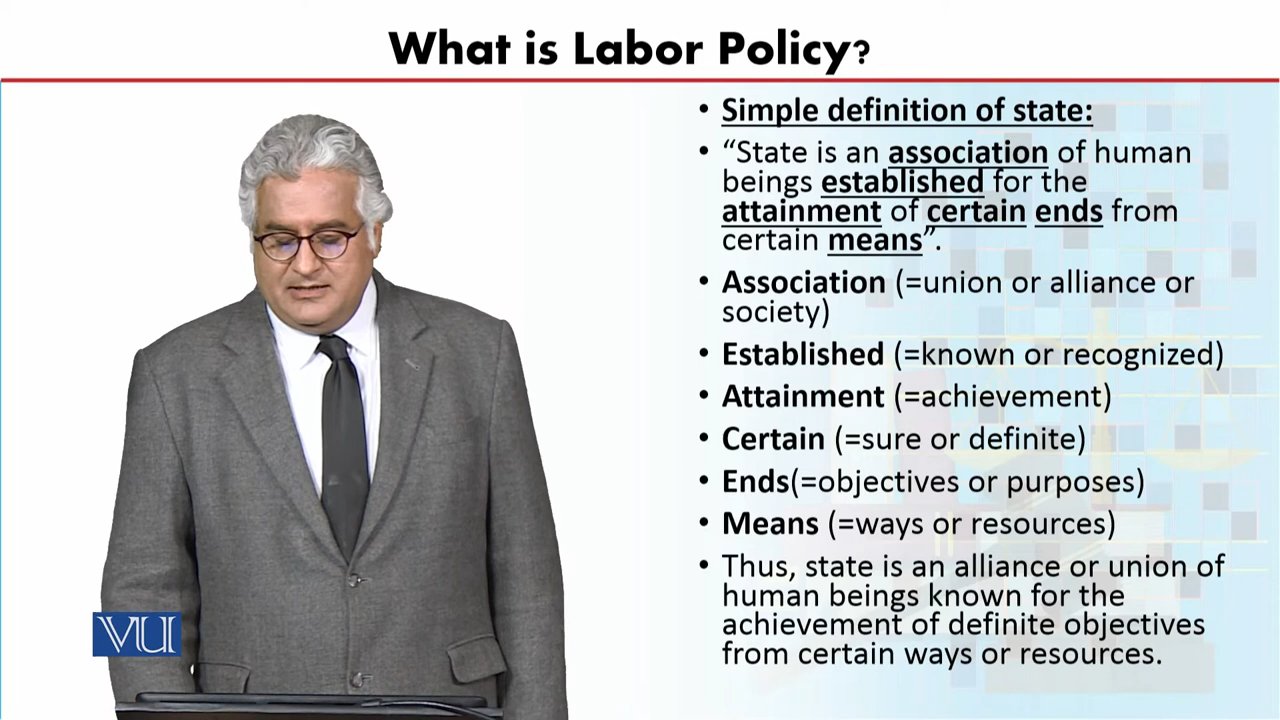 What is Labor Policy?
• Simple definition of state:
• “State is an association of human
beings established for the
attainment of certain ends from
certain means”.
• Association (=union or alliance or
society)
• Established (=known or recognized)
• Attainment (=achievement)
• Certain (=sure or definite)
• Ends(=objectives or purposes)
• Means (=ways or resources)
• Thus, state is an alliance or union of
human beings known for the
achievement of definite objectives
from certain ways or resources.
VU